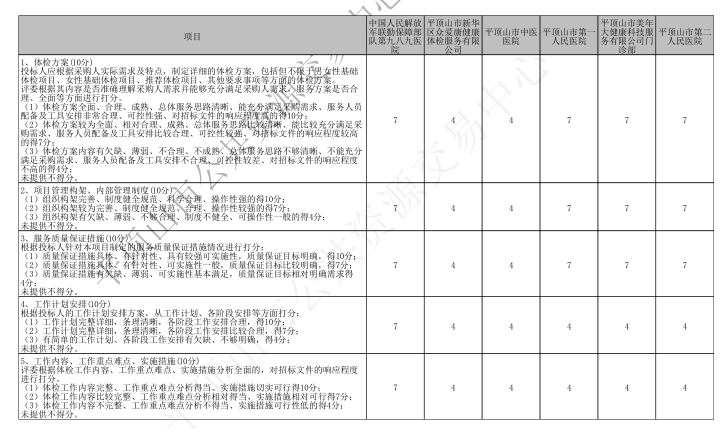 项目
中国人民解放
军联勤保障部
队第九八九医
院
平顶山市新华
区众爱康健康
体检服务有限
公司
平顶山市中医
医院
平顶山市第一
人民医院
平顶山市美年
大健康科技服
务有限公司门
诊部
平顶山市第二
人民医院
1、体检方案(10分)
投标人应根据采购人实际需求及特点，制定详细的体检方案，包括但不限于男女性基础
体检项目、女性基础体检项目、推荐体检项目、其他要求事项等方面的体检方案。
评委根据其内容是否准确理解采购人需求并能够充分满足采购人需求，服务方案是否合
理、全面等方面进行打分。
（1）体检方案全面、合理、成熟、总体服务思路清晰、能充分满足采购需求、服务人员
配备及工具安排非常合理、可控性强、对招标文件的响应程度高的得10分；
（2）体检方案较为全面、相对合理、成熟、总体服务思路比较清晰、能比较充分满足采
购需求、服务人员配备及工具安排比较合理、可控性较强、对招标文件的响应程度较高
的得7分；
（3）体检方案内容有欠缺、薄弱、不合理、不成熟、总体服务思路不够清晰、不能充分
满足采购需求、服务人员配备及工具安排不合理、可控性较差、对招标文件的响应程度
不高的得4分；
未提供不得分。
7 4 4 7 7 7
2、项目管理构架、内部管理制度(10分)
（1）组织构架完善、制度健全规范、科学合理、操作性强的得10分；
（2）组织构架较为完善、制度健全规范、合理、操作性较强的得7分；
（3）组织构架有欠缺、薄弱、不够合理、制度不健全、可操作性一般的得4分；
未提供不得分。
7 4 4 7 7 7
3、服务质量保证措施(10分)
根据投标人针对本项目制定的服务质量保证措施情况进行打分：
（1）质量保证措施具体、有针对性、具有较强可实施性，质量保证目标明确，得10分；
（2）质量保证措施具体、有针对性、可实施性一般，质量保证目标比较明确，得7分；
（3）质量保证措施有欠缺、薄弱、可实施性基本满足，质量保证目标相对明确需求得
4分；
未提供不得分。
7 4 4 7 7 7
4、工作计划安排(10分)
根据投标人的工作计划安排方案，从工作计划、各阶段安排等方面打分：
（1）工作计划完整详细，条理清晰，各阶段工作安排合理，得10分；
（2）工作计划完整详细，条理清晰，各阶段工作安排比较合理，得7分；
（3）有简单的工作计划、各阶段工作安排有欠缺、不够明确，得4分；
未提供不得分。
7 4 4 4 4 4
5、工作内容、工作重点难点、实施措施(10分)
评委根据体检工作内容、工作重点难点、实施措施分析全面的，对招标文件的响应程度
进行打分。
（1）体检工作内容完整、工作重点难点分析得当、实施措施切实可行得10分；
（2）体检工作内容比较完整、工作重点难点分析相对得当、实施措施相对可行得7分；
（3）体检工作内容不完整、工作重点难点分析不得当、实施措施可行性低的得4分；
未提供不得分。
7 4 4 4 4 4